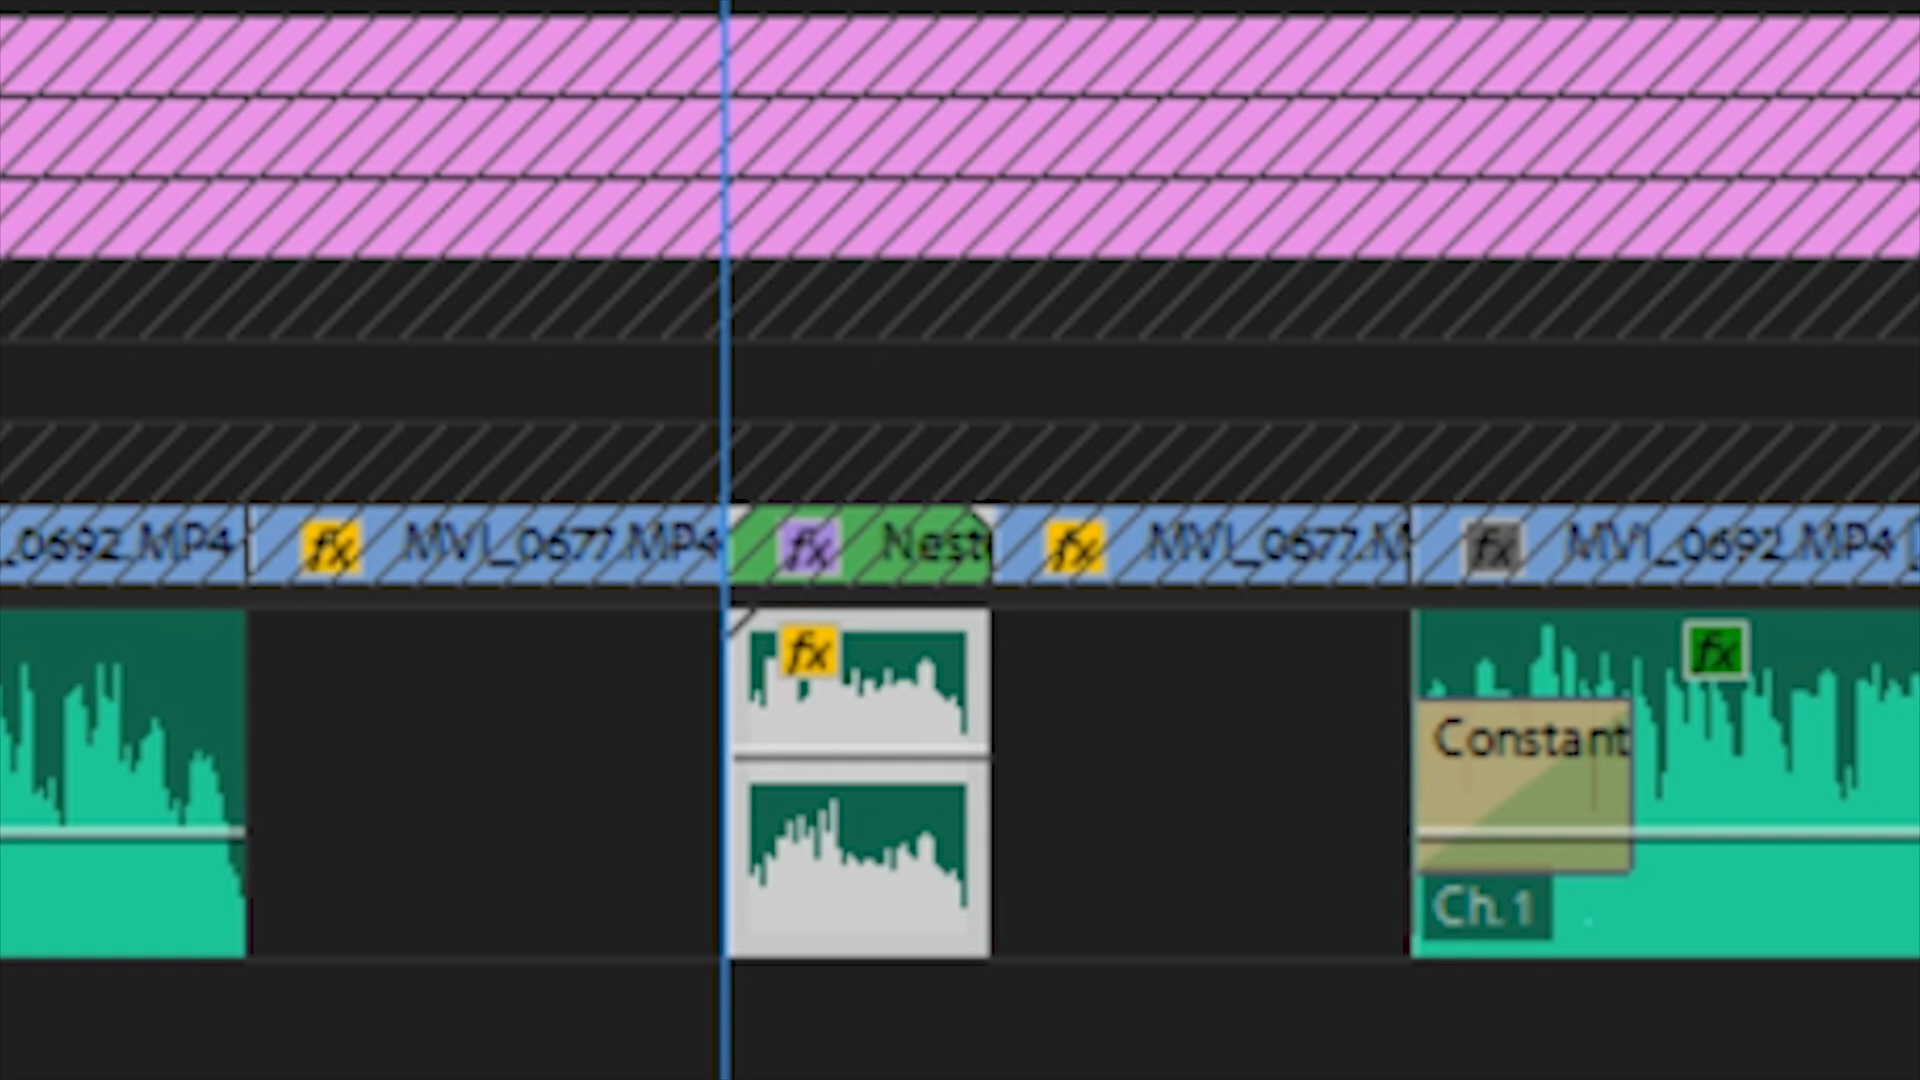 _0692.MP4
fx MVI_0677.MP4
fx Nest
fx MVI_0677.M
fx MVI_0692.MP4 [
fx
fx
Constant
Ch. 1